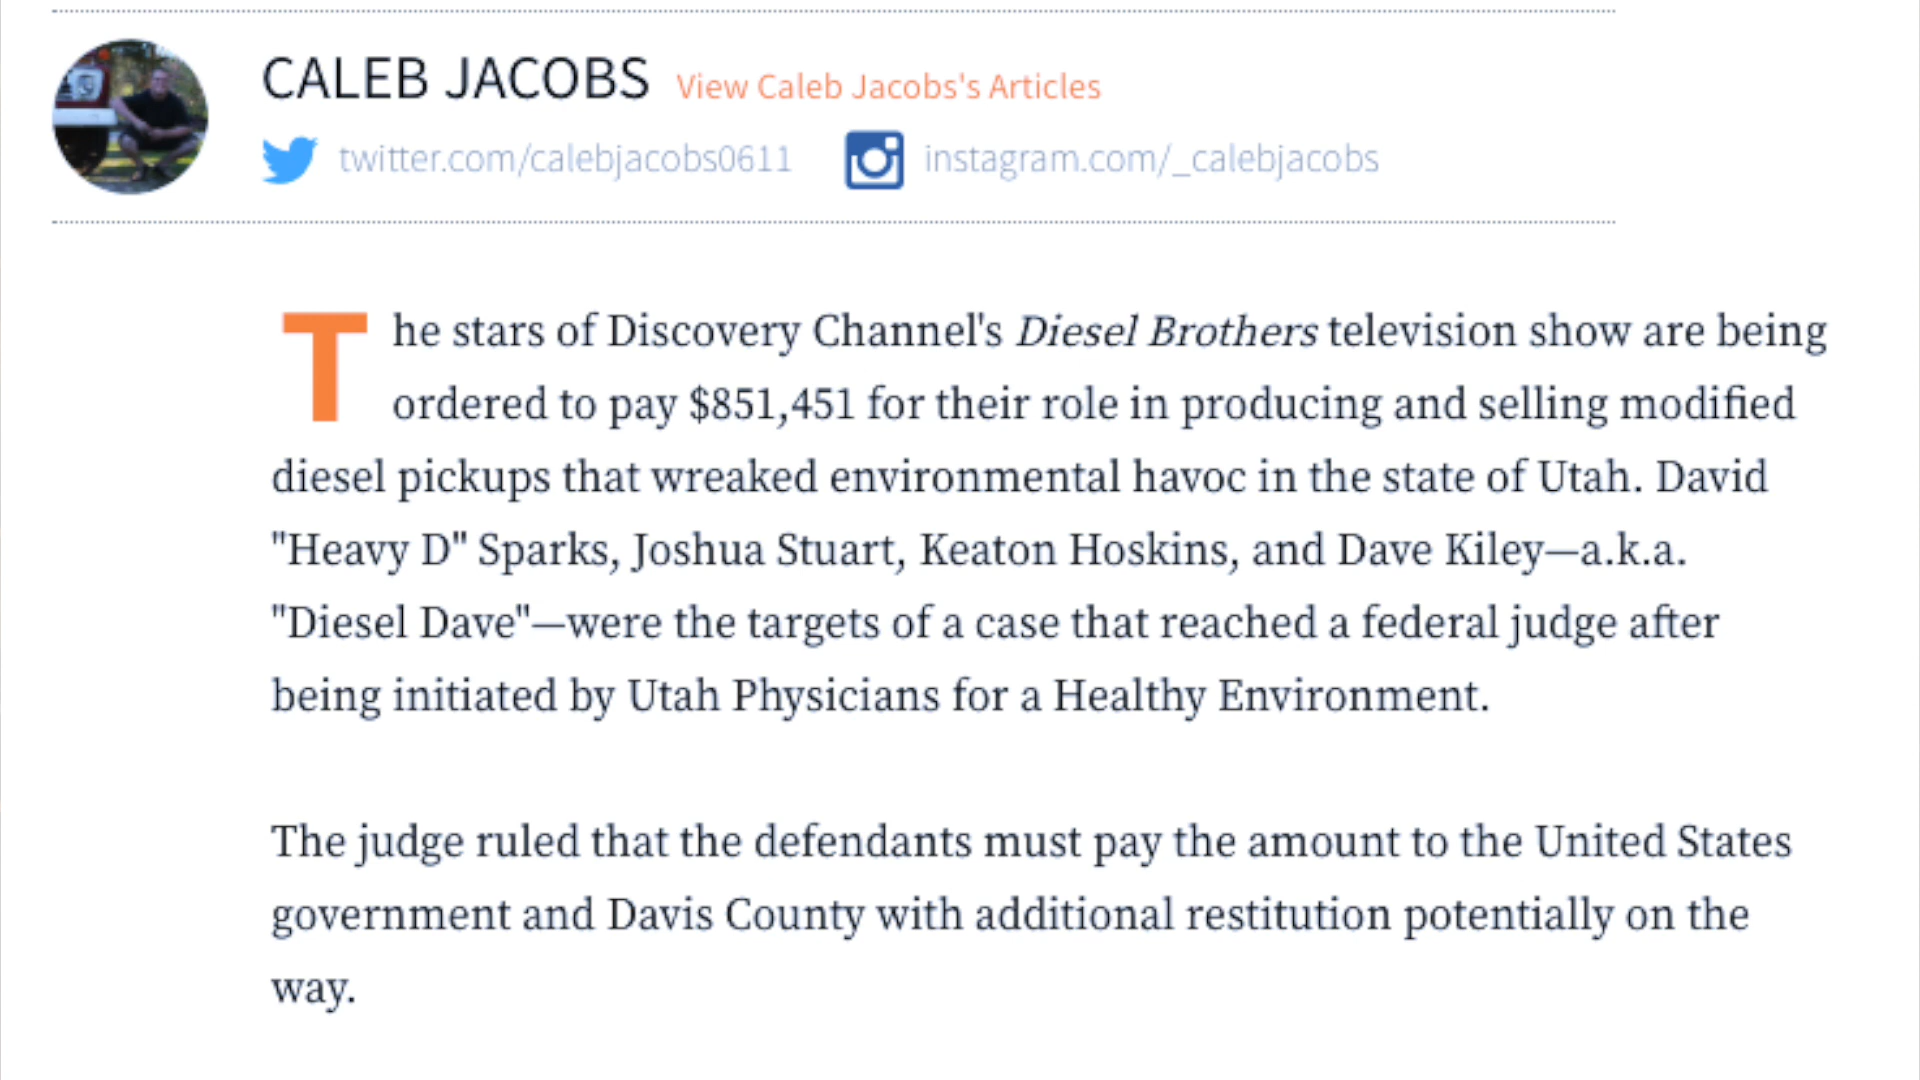 CALEB JACOBS View Caleb Jacobs's Articles
twitter.com/calebjacobs0611 instagram.com/_calebjacobs
The stars of Discovery Channel's Diesel Brothers television show are being
ordered to pay $851,451 for their role in producing and selling modified
diesel pickups that wreaked environmental havoc in the state of Utah. David
"Heavy D" Sparks, Joshua Stuart, Keaton Hoskins, and Dave Kiley—a.k.a.
"Diesel Dave"—were the targets of a case that reached a federal judge after
being initiated by Utah Physicians for a Healthy Environment.
The judge ruled that the defendants must pay the amount to the United States
government and Davis County with additional restitution potentially on the
way.